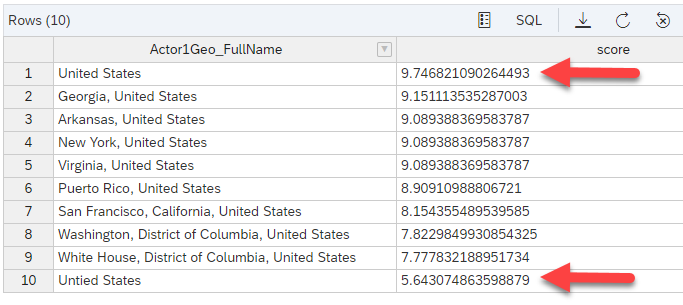 Rows (10) SQL
Actor1Geo_FullName score
1 United States 9.746821090264493
2 Georgia, United States 9.151113535287003
3 Arkansas, United States 9.089388369583787
4 New York, United States 9.089388369583787
5 Virginia, United States 9.089388369583787
6 Puerto Rico, United States 8.90910988806721
7 San Francisco, California, United States 8.154355489539585
8 Washington, District of Columbia, United States 7.8229849930854325
9 White House, District of Columbia, United States 7.777832188951734
10 Untied States 5.643074863598879